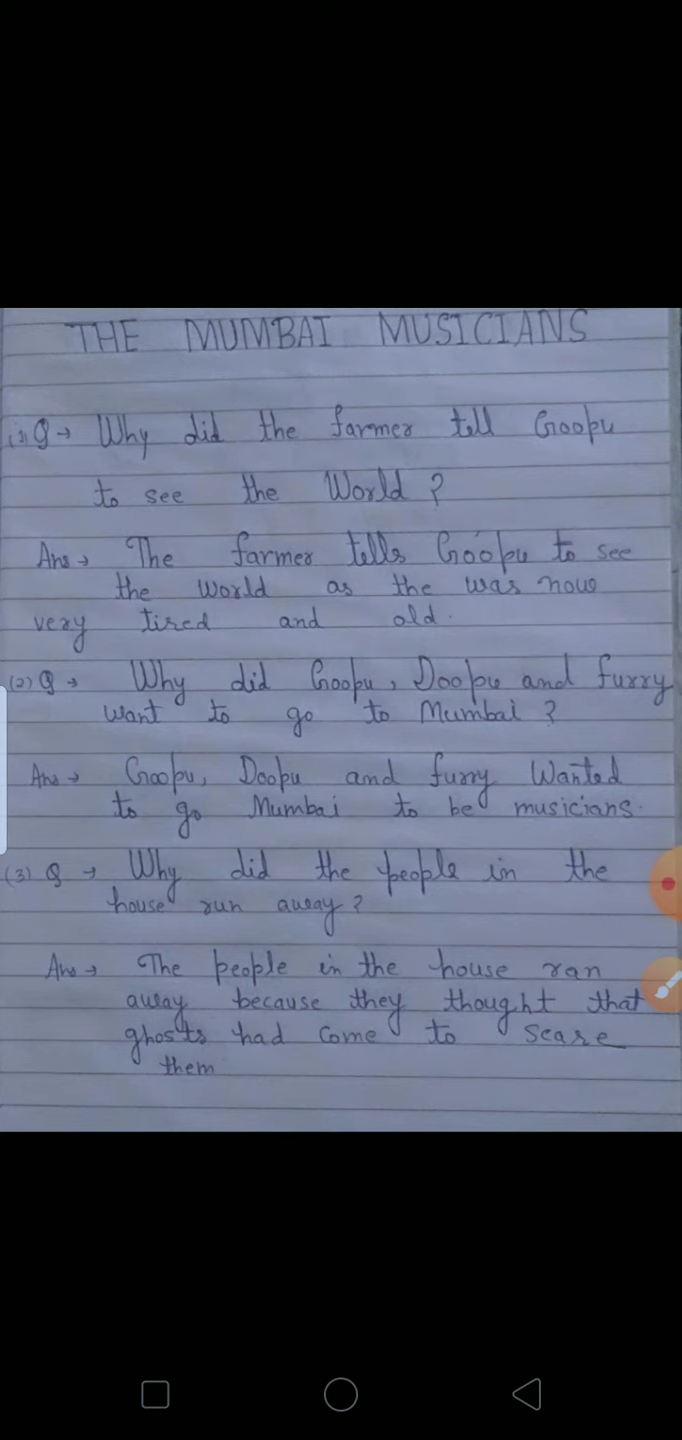 THE MUMBAI MUSICIANS
(1) Q → Why did the farmer tell Goopu
to see the World ?
Ans → The farmer tells Goopu to see
the world as the was now
very tired and old.
(2) Q → Why did Goopu, Doopu and furry
want to go to Mumbai ?
Ans → Goopu, Doopu and furry Wanted
to go Mumbai to be musicians.
(3) Q → Why did the people in the
house run away ?
Ans → The people in the house ran
away because they thought that
ghosts had come to scare
them